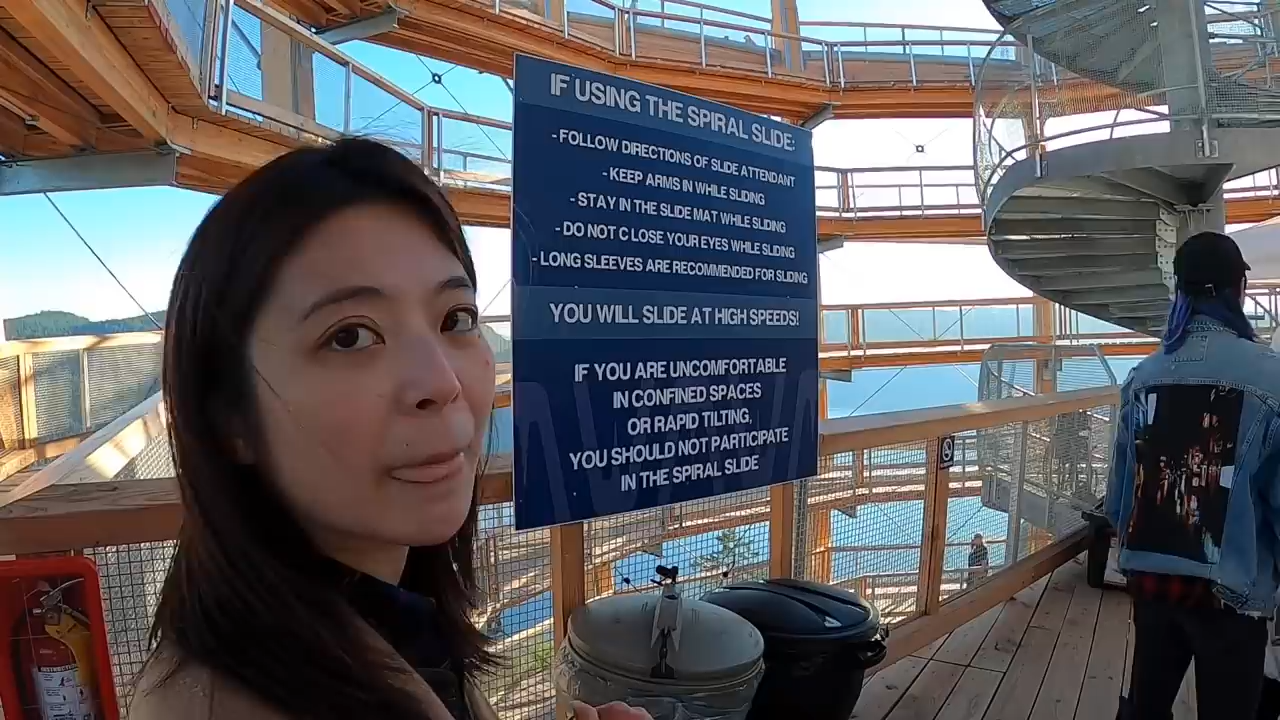 IF USING THE SPIRAL SLIDE:
- FOLLOW DIRECTIONS OF SLIDE ATTENDANT
- KEEP ARMS IN WHILE SLIDING
- STAY IN THE SLIDE MAT WHILE SLIDING
- DO NOT C LOSE YOUR EYES WHILE SLIDING
- LONG SLEEVES ARE RECOMMENDED FOR SLIDING
YOU WILL SLIDE AT HIGH SPEEDS!
IF YOU ARE UNCOMFORTABLE
IN CONFINED SPACES
OR RAPID TILTING,
YOU SHOULD NOT PARTICIPATE
IN THE SPIRAL SLIDE
INSTRUCTIONS